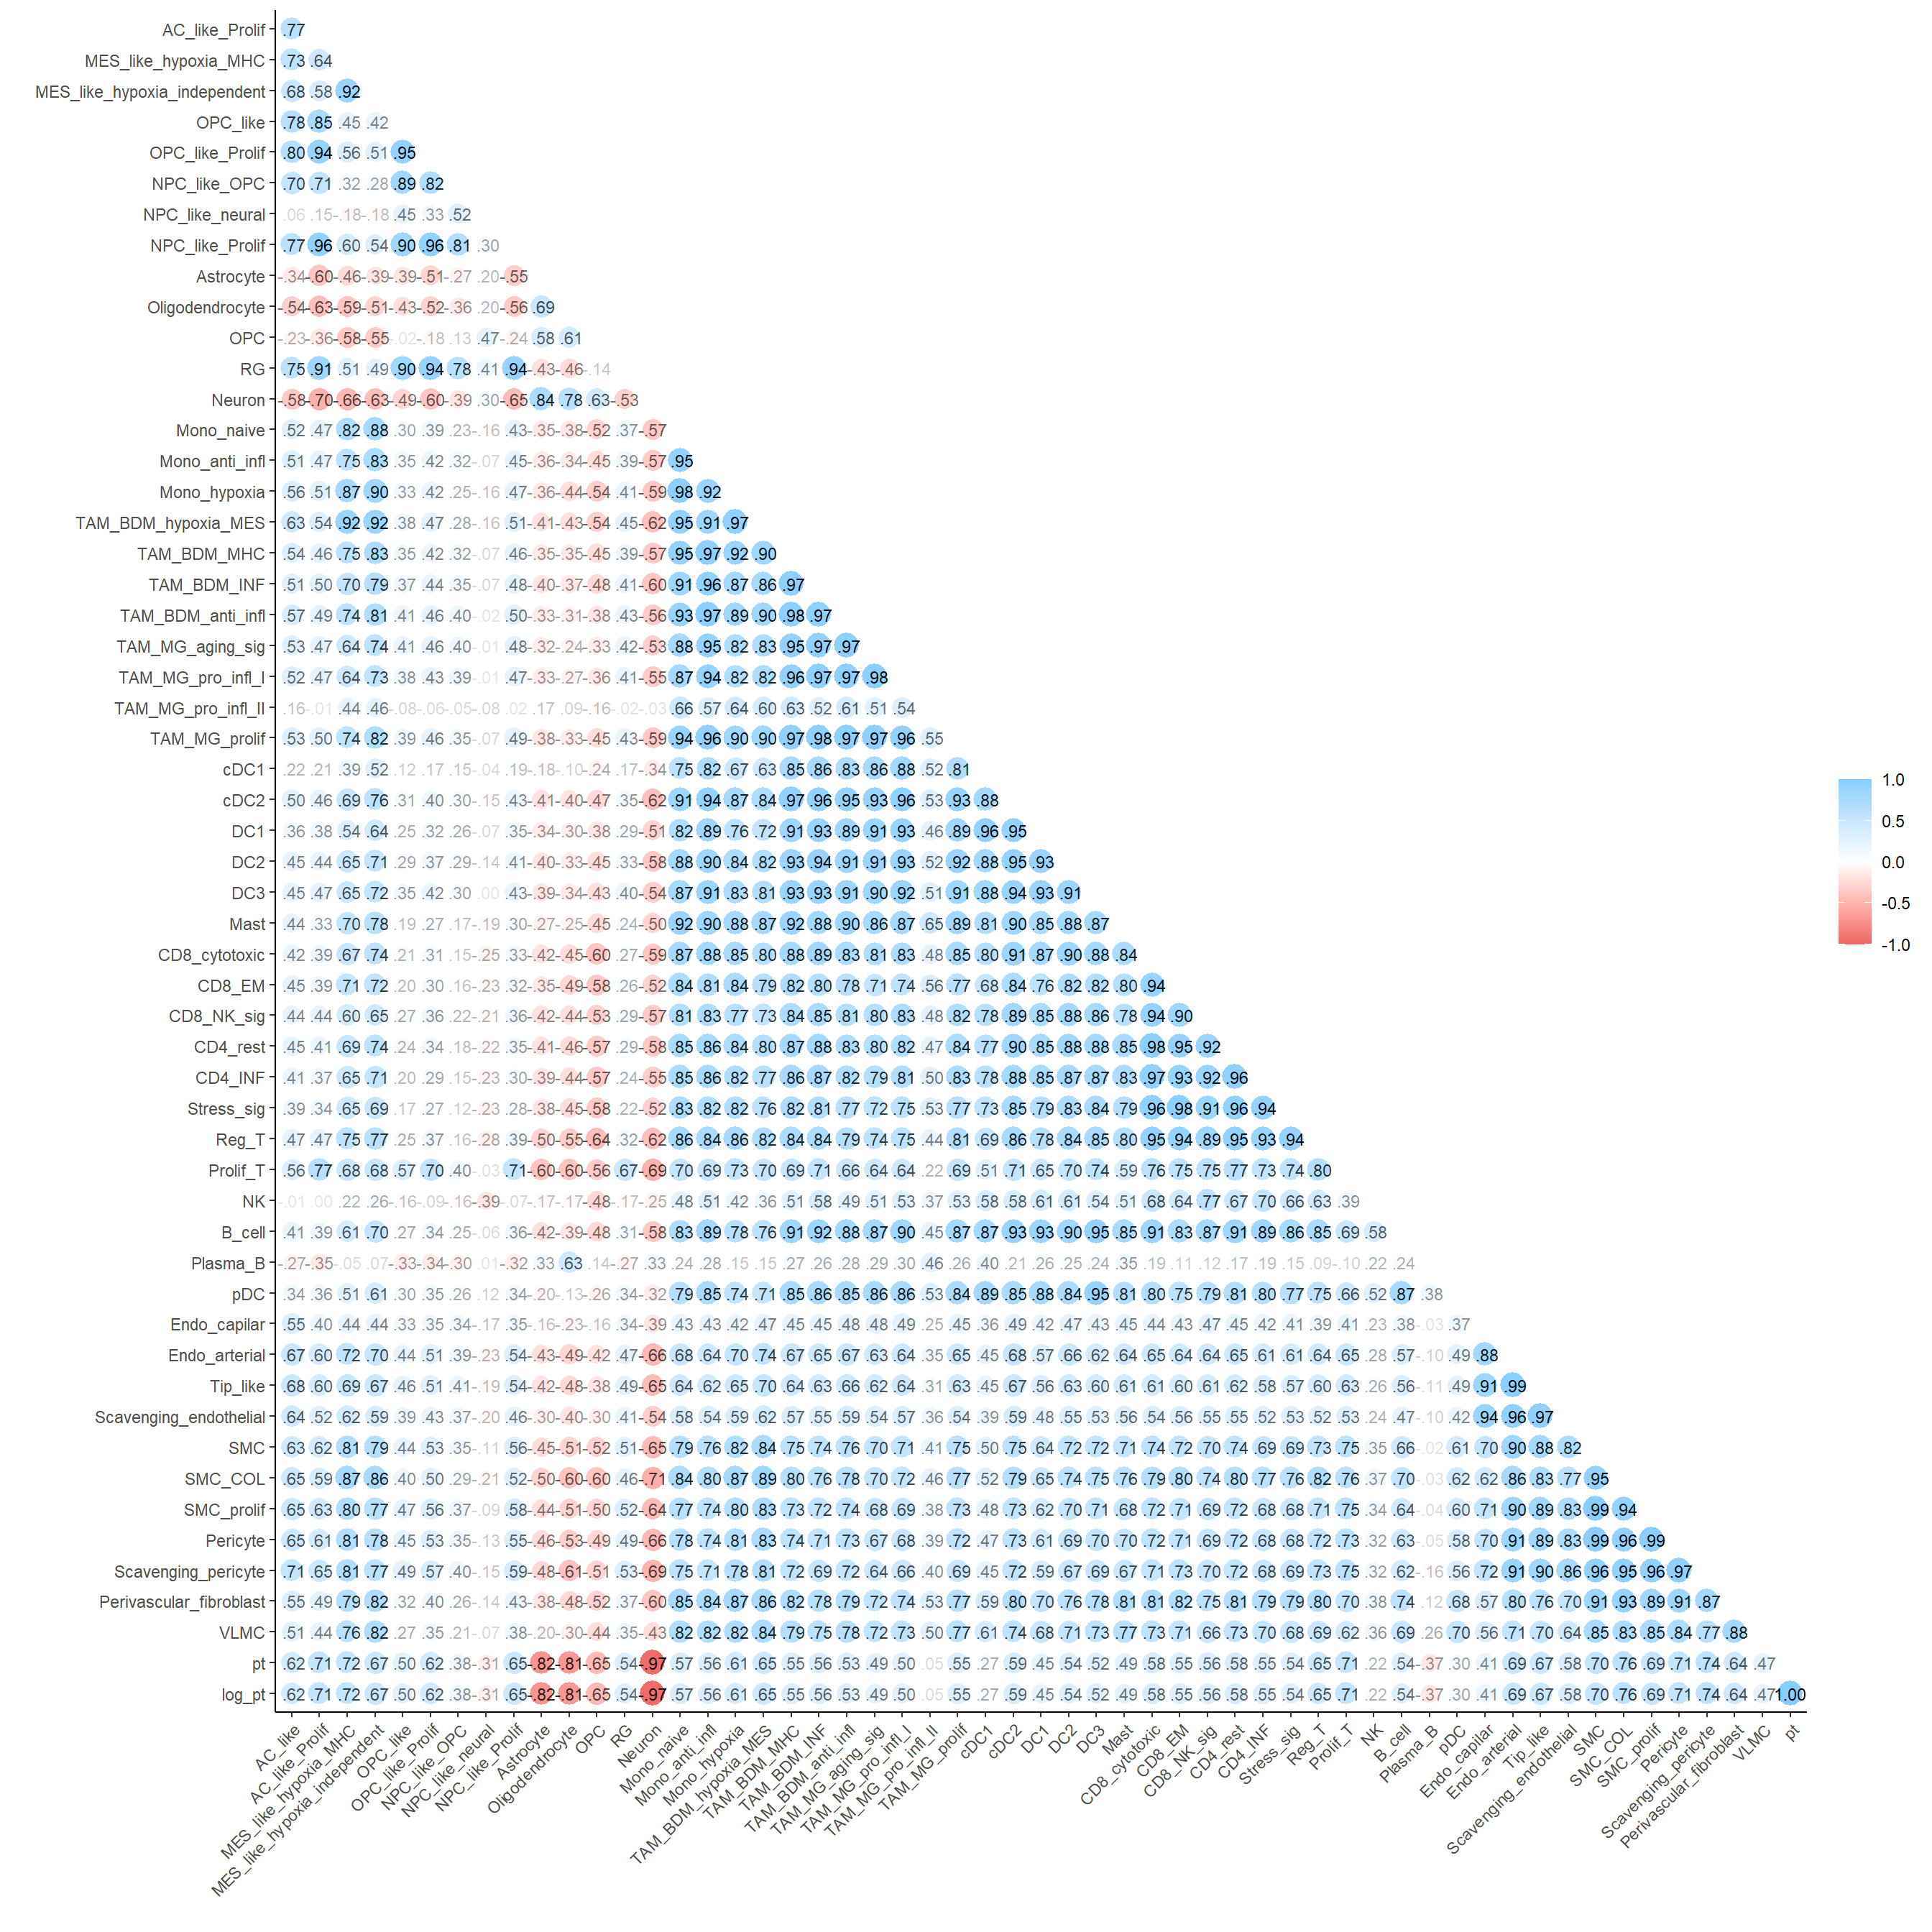 AC_like_Prolif .77
MES_like_hypoxia_MHC .73 .64
MES_like_hypoxia_independent .68 .58 .92
OPC_like .78 .85 .45 .42
OPC_like_Prolif .80 .94 .56 .51 .95
NPC_like_OPC .70 .71 .32 .28 .89 .82
NPC_like_neural .06 .15 -.18 -.18 .45 .33 .52
NPC_like_Prolif .77 .96 .60 .54 .90 .96 .81 .30
Astrocyte -.34 -.60 -.46 -.39 -.39 -.51 -.27 .20 -.55
Oligodendrocyte -.54 -.63 -.59 -.51 -.43 -.52 -.36 .20 -.56 .69
OPC -.23 -.36 -.58 -.55 -.02 -.18 .13 .47 -.24 .58 .61
RG .75 .91 .51 .49 .90 .94 .78 .41 .94 -.43 -.46 -.14
Neuron -.58 -.70 -.66 -.63 -.49 -.60 -.39 .30 -.65 .84 .78 .63 -.53
Mono_naive .52 .47 .82 .88 .30 .39 .23 -.16 .43 -.35 -.38 -.52 .37 -.57
Mono_anti_infl .51 .47 .75 .83 .35 .42 .32 -.07 .45 -.36 -.34 -.45 .39 -.57 .95
Mono_hypoxia .56 .51 .87 .90 .33 .42 .25 -.16 .47 -.36 -.44 -.54 .41 -.59 .98 .92
TAM_BDM_hypoxia_MES .63 .54 .92 .92 .38 .47 .28 -.16 .51 -.41 -.43 -.54 .45 -.62 .95 .91 .97
TAM_BDM_MHC .54 .46 .75 .83 .35 .42 .32 -.07 .46 -.35 -.35 -.45 .39 -.57 .95 .97 .92 .90
TAM_BDM_INF .51 .50 .70 .79 .37 .44 .35 -.07 .48 -.40 -.37 -.48 .41 -.60 .91 .96 .87 .86 .97
TAM_BDM_anti_infl .57 .49 .74 .81 .41 .46 .40 -.02 .50 -.33 -.31 -.38 .43 -.56 .93 .97 .89 .90 .98 .97
TAM_MG_aging_sig .53 .47 .64 .74 .41 .46 .40 -.01 .48 -.32 -.24 -.33 .42 -.53 .88 .95 .82 .83 .95 .97 .97
TAM_MG_pro_infl_I .52 .47 .64 .73 .38 .43 .39 -.01 .47 -.33 -.27 -.36 .41 -.55 .87 .94 .82 .82 .96 .97 .97 .98
TAM_MG_pro_infl_II .16 -.01 .44 .46 -.08 -.06 -.05 -.08 .02 .17 .09 -.16 -.02 -.03 .66 .57 .64 .60 .63 .52 .61 .51 .54
TAM_MG_prolif .53 .50 .74 .82 .39 .46 .35 -.07 .49 -.38 -.33 -.45 .43 -.59 .94 .96 .90 .90 .97 .98 .97 .97 .96 .55
cDC1 .22 .21 .39 .52 .12 .17 .15 -.04 .19 -.18 -.10 -.24 .17 -.34 .75 .82 .67 .63 .85 .86 .83 .86 .88 .52 .81
cDC2 .50 .46 .69 .76 .31 .40 .30 -.15 .43 -.41 -.40 -.47 .35 -.62 .91 .94 .87 .84 .97 .96 .95 .93 .96 .53 .93 .88
DC1 .36 .38 .54 .64 .25 .32 .26 -.07 .35 -.34 -.30 -.38 .29 -.51 .82 .89 .76 .72 .91 .93 .89 .91 .93 .46 .89 .96 .95
DC2 .45 .44 .65 .71 .29 .37 .29 -.14 .41 -.40 -.33 -.45 .33 -.58 .88 .90 .84 .82 .93 .94 .91 .91 .93 .52 .92 .88 .95 .93
DC3 .45 .47 .65 .72 .35 .42 .30 .00 .43 -.39 -.34 -.43 .40 -.54 .87 .91 .83 .81 .93 .93 .91 .90 .92 .51 .91 .88 .94 .93 .91
Mast .44 .33 .70 .78 .19 .27 .17 -.19 .30 -.27 -.25 -.45 .24 -.50 .92 .90 .88 .87 .92 .88 .90 .86 .87 .65 .89 .81 .90 .85 .88 .87
CD8_cytotoxic .42 .39 .67 .74 .21 .31 .15 -.25 .33 -.42 -.45 -.60 .27 -.59 .87 .88 .85 .80 .88 .89 .83 .81 .83 .48 .85 .80 .91 .87 .90 .88 .84
CD8_EM .45 .39 .71 .72 .20 .30 .16 -.23 .32 -.35 -.49 -.58 .26 -.52 .84 .81 .84 .79 .82 .80 .78 .71 .74 .56 .77 .68 .84 .76 .82 .82 .80 .94
CD8_NK_sig .44 .44 .60 .65 .27 .36 .22 -.21 .36 -.42 -.44 -.53 .29 -.57 .81 .83 .77 .73 .84 .85 .81 .80 .83 .48 .82 .78 .89 .85 .88 .86 .78 .94 .90
CD4_rest .45 .41 .69 .74 .24 .34 .18 -.22 .35 -.41 -.46 -.57 .29 -.58 .85 .86 .84 .80 .87 .88 .83 .80 .82 .47 .84 .77 .90 .85 .88 .88 .85 .98 .95 .92
CD4_INF .41 .37 .65 .71 .20 .29 .15 -.23 .30 -.39 -.44 -.57 .24 -.55 .85 .86 .82 .77 .86 .87 .82 .79 .81 .50 .83 .78 .88 .85 .87 .87 .83 .97 .93 .92 .96
Stress_sig .39 .34 .65 .69 .17 .27 .12 -.23 .28 -.38 -.45 -.58 .22 -.52 .83 .82 .82 .76 .82 .81 .77 .72 .75 .53 .77 .73 .85 .79 .83 .84 .79 .96 .98 .91 .96 .94
Reg_T .47 .47 .75 .77 .25 .37 .16 -.28 .39 -.50 -.55 -.64 .32 -.62 .86 .84 .86 .82 .84 .84 .79 .74 .75 .44 .81 .69 .86 .78 .84 .85 .80 .95 .94 .89 .95 .93 .94
Prolif_T .56 .77 .68 .68 .57 .70 .40 -.03 .71 -.60 -.60 -.56 .67 -.69 .70 .69 .73 .70 .69 .71 .66 .64 .64 .22 .69 .51 .71 .65 .70 .74 .59 .76 .75 .75 .77 .73 .74 .80
NK -.01 .00 .22 .26 -.16 -.09 -.16 -.39 -.07 -.17 -.17 -.48 -.17 -.25 .48 .51 .42 .36 .51 .58 .49 .51 .53 .37 .53 .58 .58 .61 .61 .54 .51 .68 .64 .77 .67 .70 .66 .63 .39
B_cell .41 .39 .61 .70 .27 .34 .25 -.06 .36 -.42 -.39 -.48 .31 -.58 .83 .89 .78 .76 .91 .92 .88 .87 .90 .45 .87 .87 .93 .93 .90 .95 .85 .91 .83 .87 .91 .89 .86 .85 .69 .58
Plasma_B -.27 -.35 -.05 .07 -.33 -.34 -.30 .01 -.32 .33 .63 .14 -.27 .33 .24 .28 .15 .15 .27 .26 .28 .29 .30 .46 .26 .40 .21 .26 .25 .24 .35 .19 .11 .12 .17 .19 .15 .09 -.10 .22 .24
pDC .34 .36 .51 .61 .30 .35 .26 .12 .34 -.20 -.13 -.26 .34 -.32 .79 .85 .74 .71 .85 .86 .85 .86 .86 .53 .84 .89 .85 .88 .84 .95 .81 .80 .75 .79 .81 .80 .77 .75 .66 .52 .87 .38
Endo_capilar .55 .40 .44 .44 .33 .35 .34 -.17 .35 -.16 -.23 -.16 .34 -.39 .43 .43 .42 .47 .45 .45 .48 .48 .49 .25 .45 .36 .49 .42 .47 .43 .45 .44 .43 .47 .45 .42 .41 .39 .41 .23 .38 -.03 .37
Endo_arterial .67 .60 .72 .70 .44 .51 .39 -.23 .54 -.43 -.49 -.42 .47 -.66 .68 .64 .70 .74 .67 .65 .67 .63 .64 .35 .65 .45 .68 .57 .66 .62 .64 .65 .64 .64 .65 .61 .61 .64 .65 .28 .57 -.10 .49 .88
Tip_like .68 .60 .69 .67 .46 .51 .41 -.19 .54 -.42 -.48 -.38 .49 -.65 .64 .62 .65 .70 .64 .63 .66 .62 .64 .31 .63 .45 .67 .56 .63 .60 .61 .61 .60 .61 .62 .58 .57 .60 .63 .26 .56 -.11 .49 .91 .99
Scavenging_endothelial .64 .52 .62 .59 .39 .43 .37 -.20 .46 -.30 -.40 -.30 .41 -.54 .58 .54 .59 .62 .57 .55 .59 .54 .57 .36 .54 .39 .59 .48 .55 .53 .56 .54 .56 .55 .55 .52 .53 .52 .53 .24 .47 -.10 .42 .94 .96 .97
SMC .63 .62 .81 .79 .44 .53 .35 -.11 .56 -.45 -.51 -.52 .51 -.65 .79 .76 .82 .84 .75 .74 .76 .70 .71 .41 .75 .50 .75 .64 .72 .72 .71 .74 .72 .70 .74 .69 .69 .73 .75 .35 .66 -.02 .61 .70 .90 .88 .82
SMC_COL .65 .59 .87 .86 .40 .50 .29 -.21 .52 -.50 -.60 -.60 .46 -.71 .84 .80 .87 .89 .80 .76 .78 .70 .72 .46 .77 .52 .79 .65 .74 .75 .76 .79 .80 .74 .80 .77 .76 .82 .76 .37 .70 -.03 .62 .62 .86 .83 .77 .95
SMC_prolif .65 .63 .80 .77 .47 .56 .37 -.09 .58 -.44 -.51 -.50 .52 -.64 .77 .74 .80 .83 .73 .72 .74 .68 .69 .38 .73 .48 .73 .62 .70 .71 .68 .72 .71 .69 .72 .68 .68 .71 .75 .34 .64 -.04 .60 .71 .90 .89 .83 .99 .94
Pericyte .65 .61 .81 .78 .45 .53 .35 -.13 .55 -.46 -.53 -.49 .49 -.66 .78 .74 .81 .83 .74 .71 .73 .67 .68 .39 .72 .47 .73 .61 .69 .70 .70 .72 .71 .69 .72 .68 .68 .72 .73 .32 .63 -.05 .58 .70 .91 .89 .83 .99 .96 .99
Scavenging_pericyte .71 .65 .81 .77 .49 .57 .40 -.15 .59 -.48 -.61 -.51 .53 -.69 .75 .71 .78 .81 .72 .69 .72 .64 .66 .40 .69 .45 .72 .59 .67 .69 .67 .71 .73 .70 .72 .67 .70 .73 .75 .32 .62 -.16 .56 .72 .91 .90 .86 .96 .95 .96 .97
Perivascular_fibroblast .55 .49 .79 .82 .32 .40 .26 -.14 .43 -.38 -.48 -.52 .37 -.60 .85 .84 .87 .86 .82 .78 .79 .72 .74 .53 .77 .59 .80 .70 .76 .78 .81 .81 .82 .75 .81 .79 .79 .80 .70 .38 .74 .12 .68 .57 .80 .76 .70 .91 .93 .89 .91 .87
VLMC .51 .44 .76 .82 .27 .35 .21 -.07 .38 -.20 -.30 -.44 .35 -.43 .82 .82 .82 .84 .79 .75 .78 .72 .73 .50 .77 .61 .74 .68 .71 .73 .77 .73 .71 .66 .73 .70 .68 .69 .62 .36 .69 .26 .70 .56 .71 .70 .64 .85 .83 .85 .84 .77 .88
pt .62 .71 .72 .67 .50 .62 .38 -.31 .65 -.82 -.81 -.65 .54 -.97 .57 .56 .61 .65 .55 .56 .53 .49 .50 .05 .55 .27 .59 .45 .54 .52 .49 .58 .55 .56 .58 .55 .54 .65 .71 .22 .54 -.37 .30 .41 .69 .67 .58 .70 .76 .69 .71 .74 .64 .47
log_pt .62 .71 .72 .67 .50 .62 .38 -.31 .65 -.82 -.81 -.65 .54 -.97 .57 .56 .61 .65 .55 .56 .53 .49 .50 .05 .55 .27 .59 .45 .54 .52 .49 .58 .55 .56 .58 .55 .54 .65 .71 .22 .54 -.37 .30 .41 .69 .67 .58 .70 .76 .69 .71 .74 .64 .47 1.00
AC_like
AC_like_Prolif
MES_like_hypoxia_MHC
MES_like_hypoxia_independent
OPC_like
OPC_like_Prolif
NPC_like_OPC
NPC_like_neural
NPC_like_Prolif
Astrocyte
Oligodendrocyte
OPC
RG
Neuron
Mono_naive
Mono_anti_infl
Mono_hypoxia
TAM_BDM_hypoxia_MES
TAM_BDM_MHC
TAM_BDM_INF
TAM_BDM_anti_infl
TAM_MG_aging_sig
TAM_MG_pro_infl_I
TAM_MG_pro_infl_II
TAM_MG_prolif
cDC1
cDC2
DC1
DC2
DC3
Mast
CD8_cytotoxic
CD8_EM
CD8_NK_sig
CD4_rest
CD4_INF
Stress_sig
Reg_T
Prolif_T
NK
B_cell
Plasma_B
pDC
Endo_capilar
Endo_arterial
Tip_like
Scavenging_endothelial
SMC
SMC_COL
SMC_prolif
Pericyte
Scavenging_pericyte
Perivascular_fibroblast
VLMC
pt
1.0
0.5
0.0
-0.5
-1.0